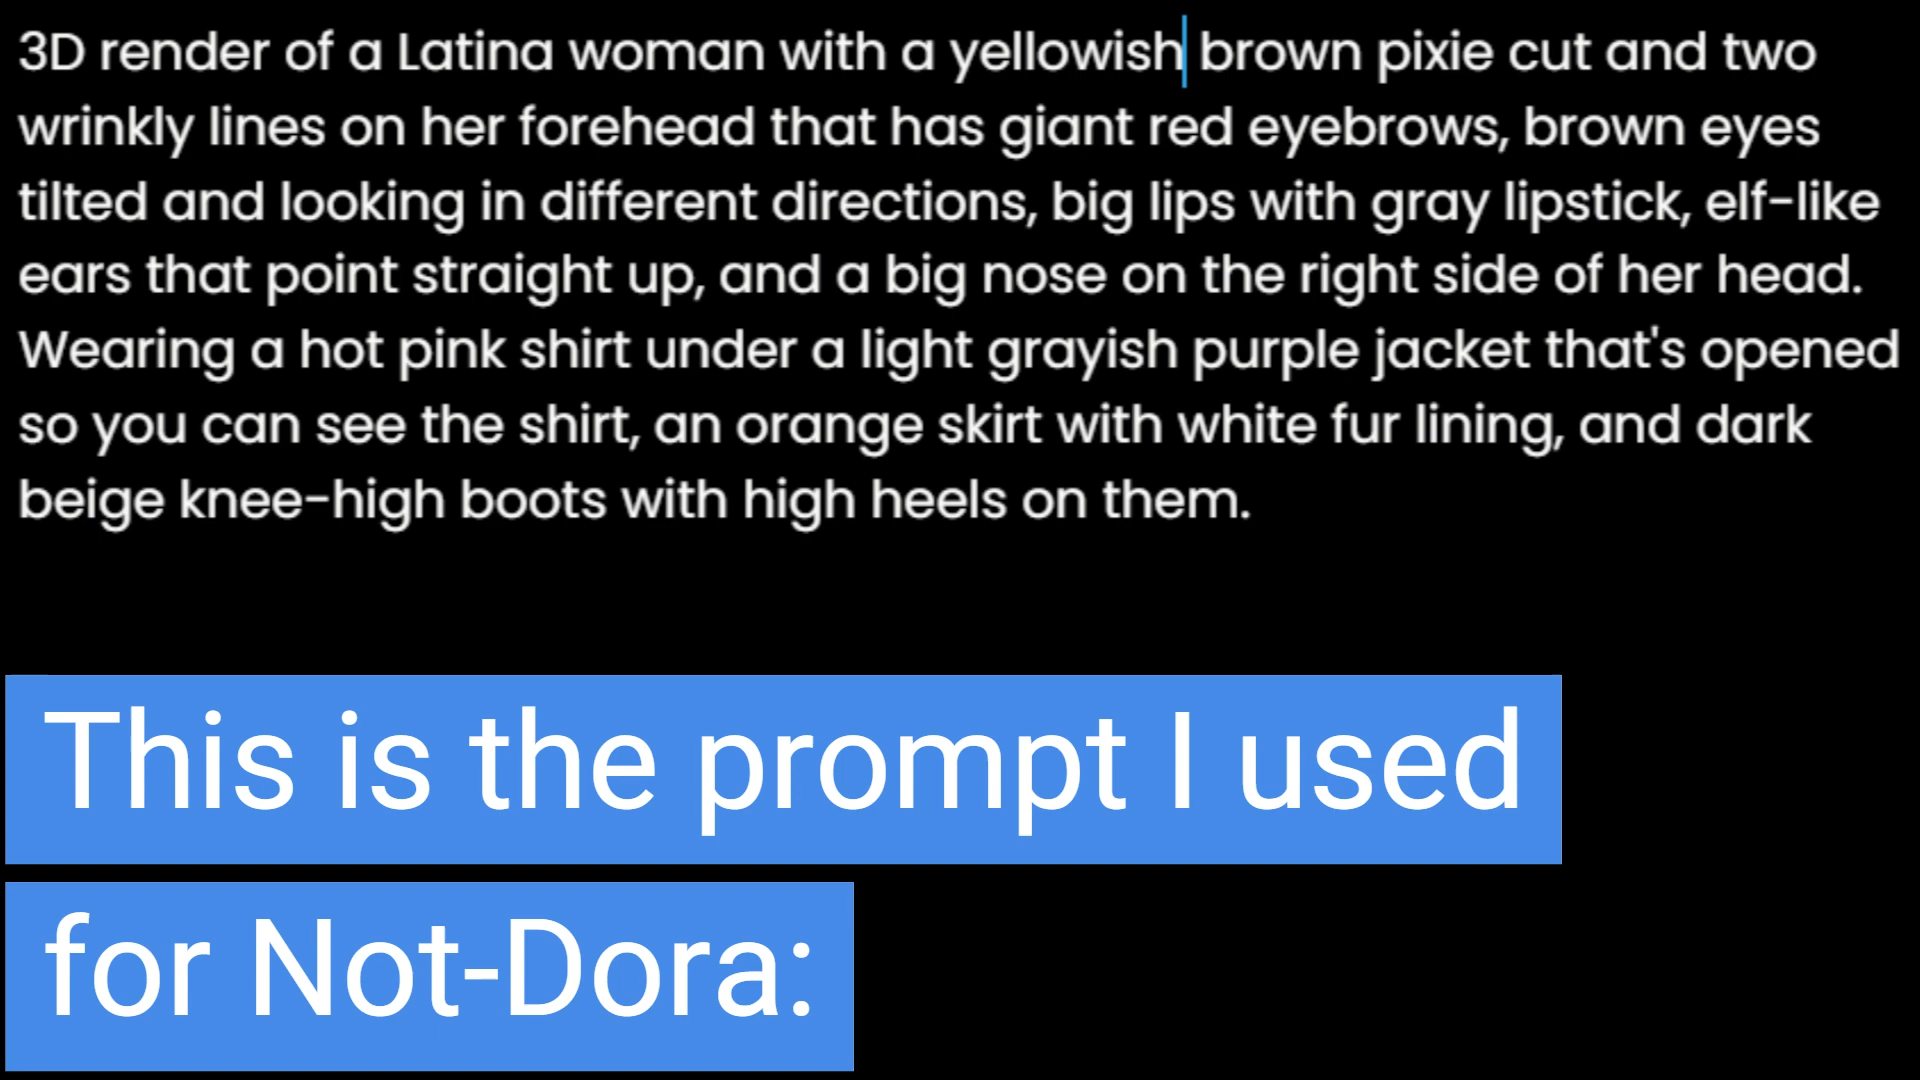 3D render of a Latina woman with a yellowish brown pixie cut and two
wrinkly lines on her forehead that has giant red eyebrows, brown eyes
tilted and looking in different directions, big lips with gray lipstick, elf-like
ears that point straight up, and a big nose on the right side of her head.
Wearing a hot pink shirt under a light grayish purple jacket that's opened
so you can see the shirt, an orange skirt with white fur lining, and dark
beige knee-high boots with high heels on them.
This is the prompt I used
for Not-Dora: